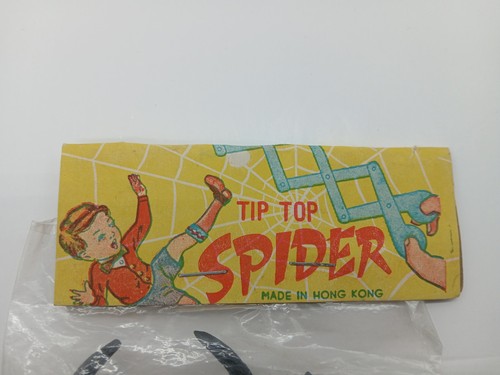 TIP TOP
SPIDER
MADE IN HONG KONG